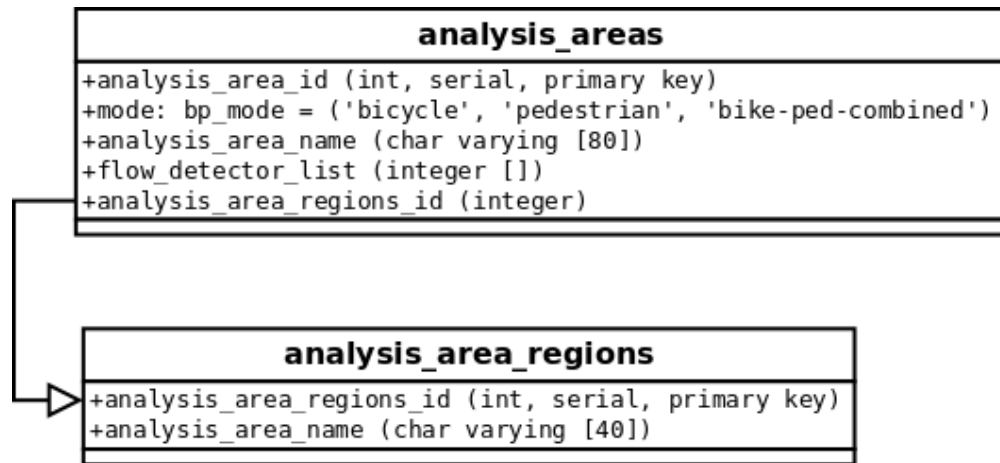 analysis_areas
+analysis_area_id (int, serial, primary key)
+mode: bp_mode = ('bicycle', 'pedestrian', 'bike-ped-combined')
+analysis_area_name (char varying [80])
+flow_detector_list (integer [])
+analysis_area_regions_id (integer)
analysis_area_regions
+analysis_area_regions_id (int, serial, primary key)
+analysis_area_name (char varying [40])